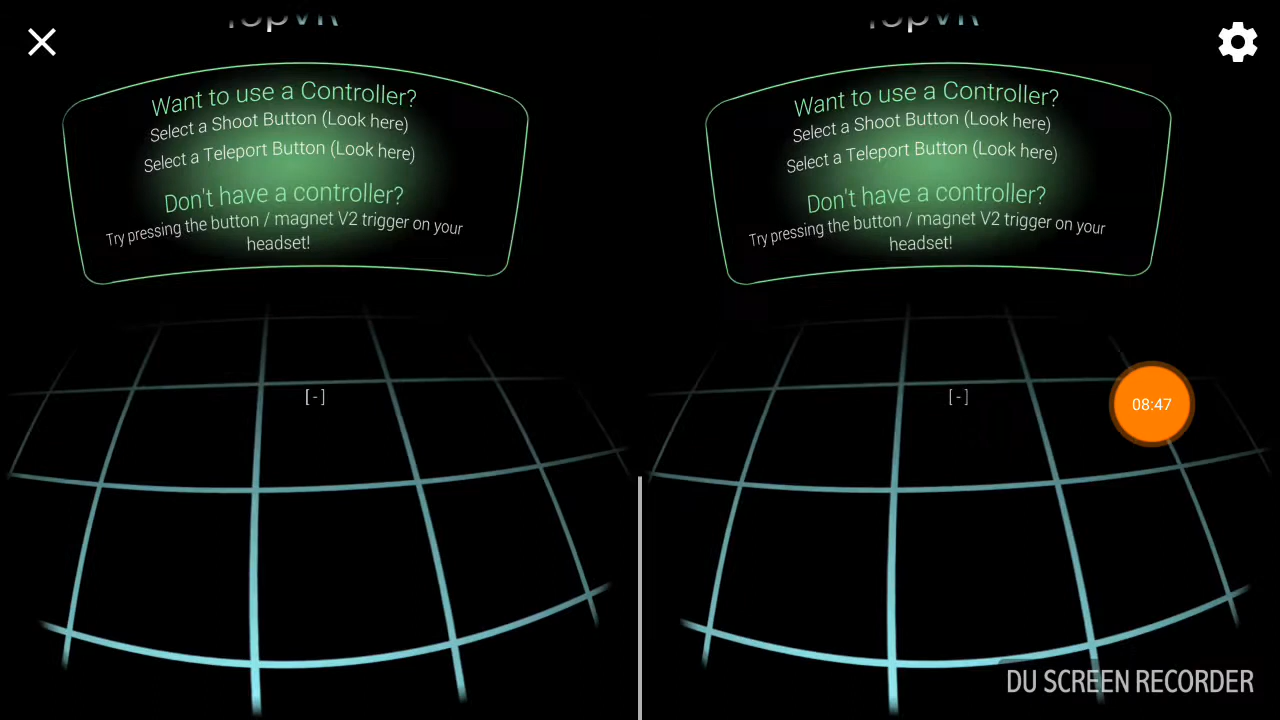 Want to use a Controller?
Select a Shoot Button (Look here)
Select a Teleport Button (Look here)
Don't have a controller?
Try pressing the button / magnet V2 trigger on your
headset!
[-]
Want to use a Controller?
Select a Shoot Button (Look here)
Select a Teleport Button (Look here)
Don't have a controller?
Try pressing the button / magnet V2 trigger on your
headset!
[-]
08:47
DU SCREEN RECORDER